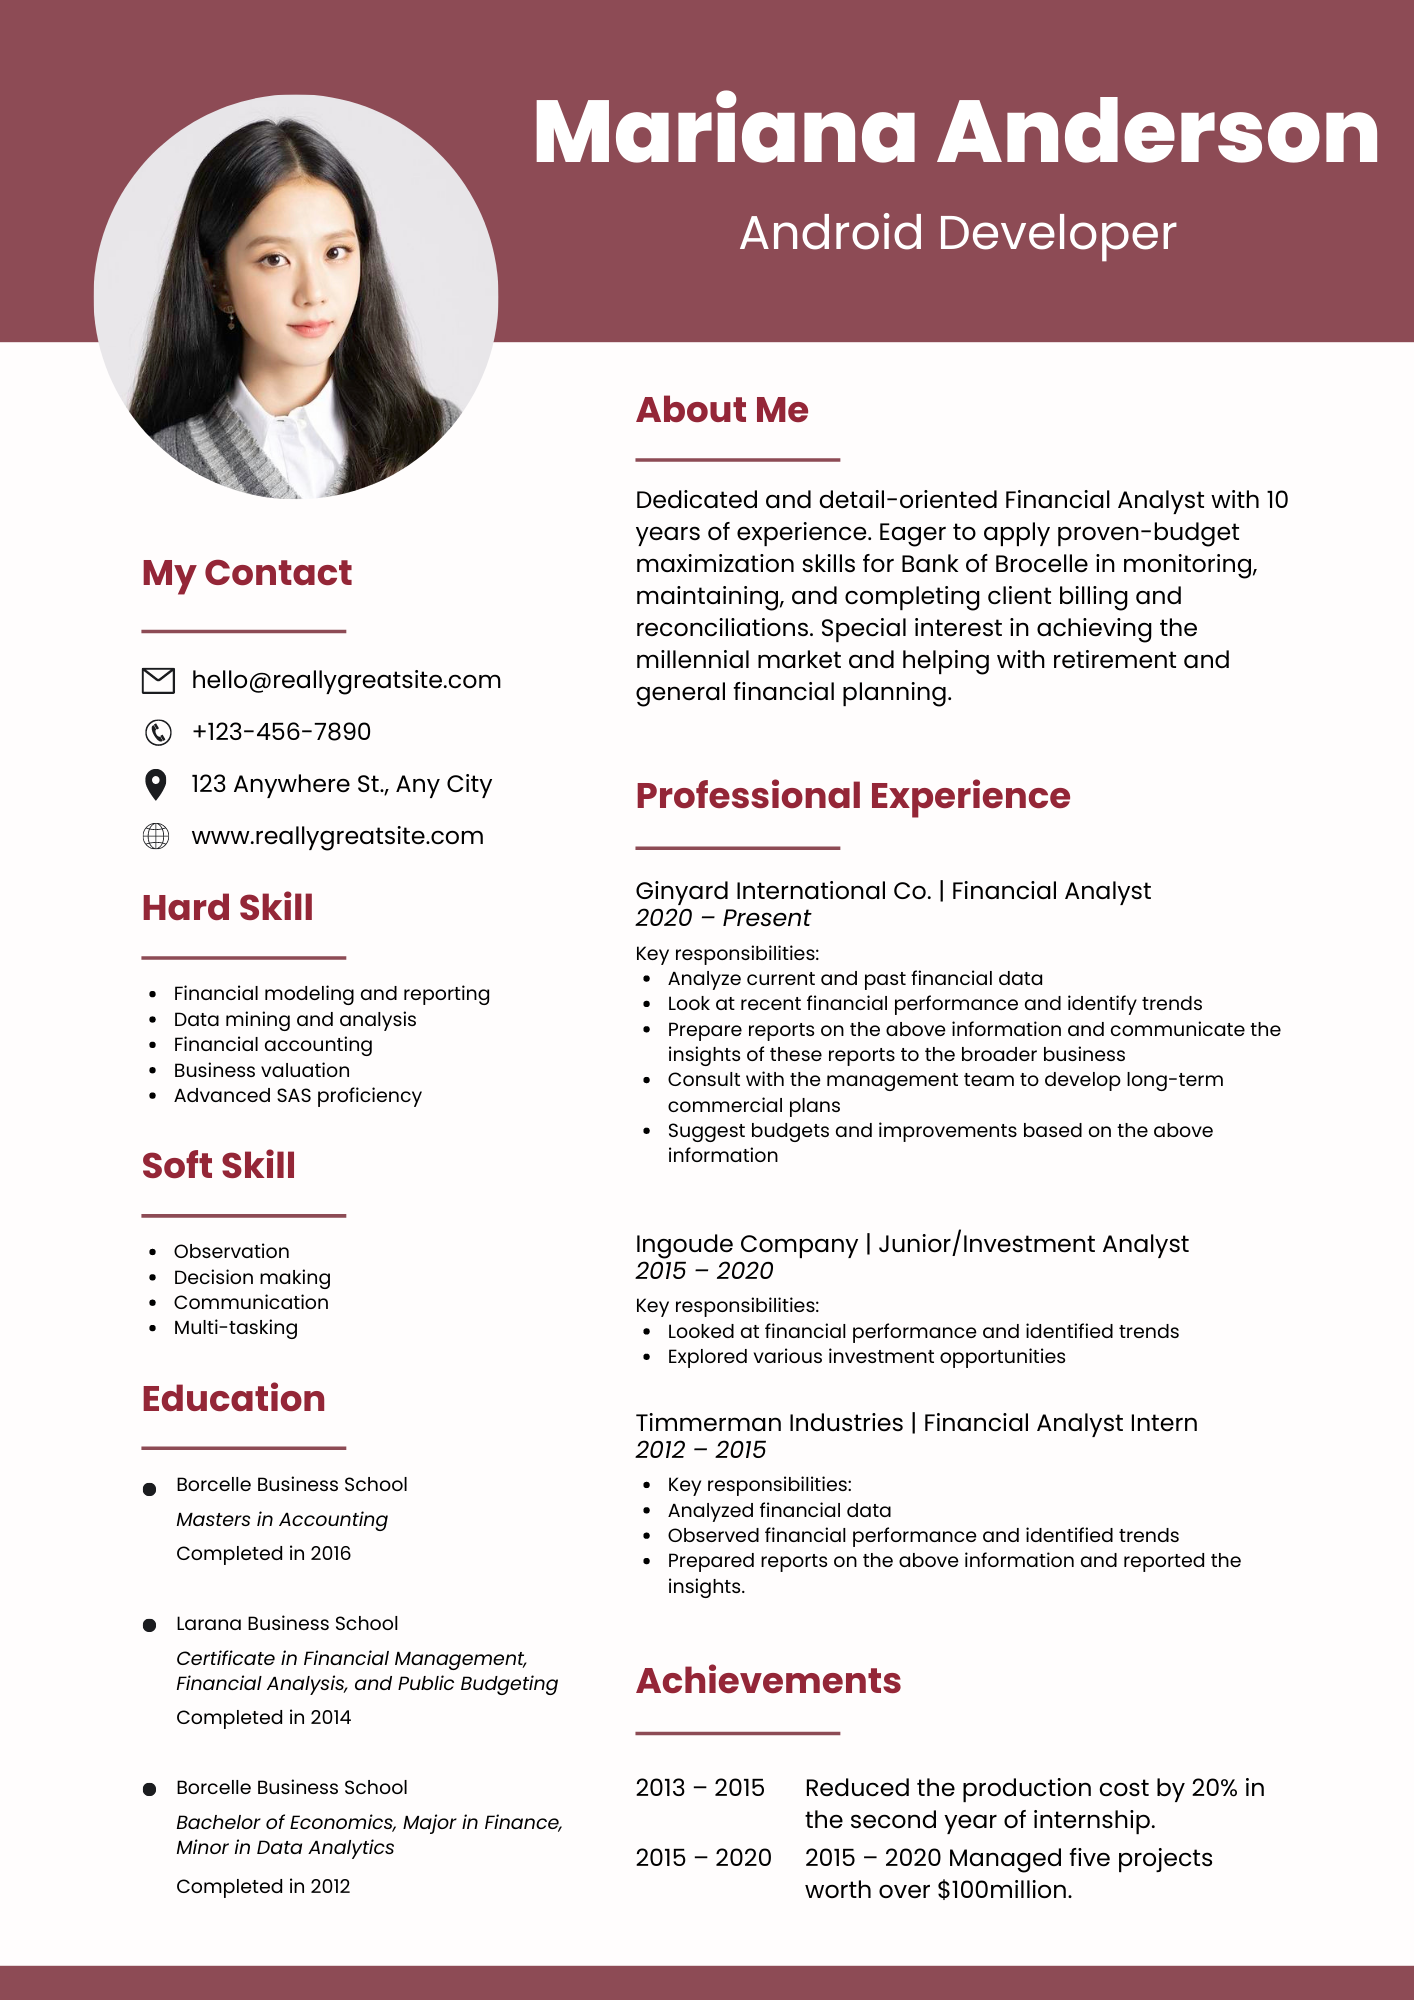 Mariana Anderson
Android Developer
My Contact
hello@reallygreatsite.com
+123-456-7890
123 Anywhere St., Any City
www.reallygreatsite.com
Hard Skill
• Financial modeling and reporting
• Data mining and analysis
• Financial accounting
• Business valuation
• Advanced SAS proficiency
Soft Skill
• Observation
• Decision making
• Communication
• Multi-tasking
Education
• Borcelle Business School
Masters in Accounting
Completed in 2016
• Larana Business School
Certificate in Financial Management,
Financial Analysis, and Public Budgeting
Completed in 2014
• Borcelle Business School
Bachelor of Economics, Major in Finance,
Minor in Data Analytics
Completed in 2012
About Me
Dedicated and detail-oriented Financial Analyst with 10
years of experience. Eager to apply proven-budget
maximization skills for Bank of Brocelle in monitoring,
maintaining, and completing client billing and
reconciliations. Special interest in achieving the
millennial market and helping with retirement and
general financial planning.
Professional Experience
Ginyard International Co. | Financial Analyst
2020 – Present
Key responsibilities:
• Analyze current and past financial data
• Look at recent financial performance and identify trends
• Prepare reports on the above information and communicate the
insights of these reports to the broader business
• Consult with the management team to develop long-term
commercial plans
• Suggest budgets and improvements based on the above
information
Ingoude Company | Junior/Investment Analyst
2015 – 2020
Key responsibilities:
• Looked at financial performance and identified trends
• Explored various investment opportunities
Timmerman Industries | Financial Analyst Intern
2012 – 2015
• Key responsibilities:
• Analyzed financial data
• Observed financial performance and identified trends
• Prepared reports on the above information and reported the
insights.
Achievements
2013 – 2015 Reduced the production cost by 20% in
the second year of internship.
2015 – 2020 2015 – 2020 Managed five projects
worth over $100million.